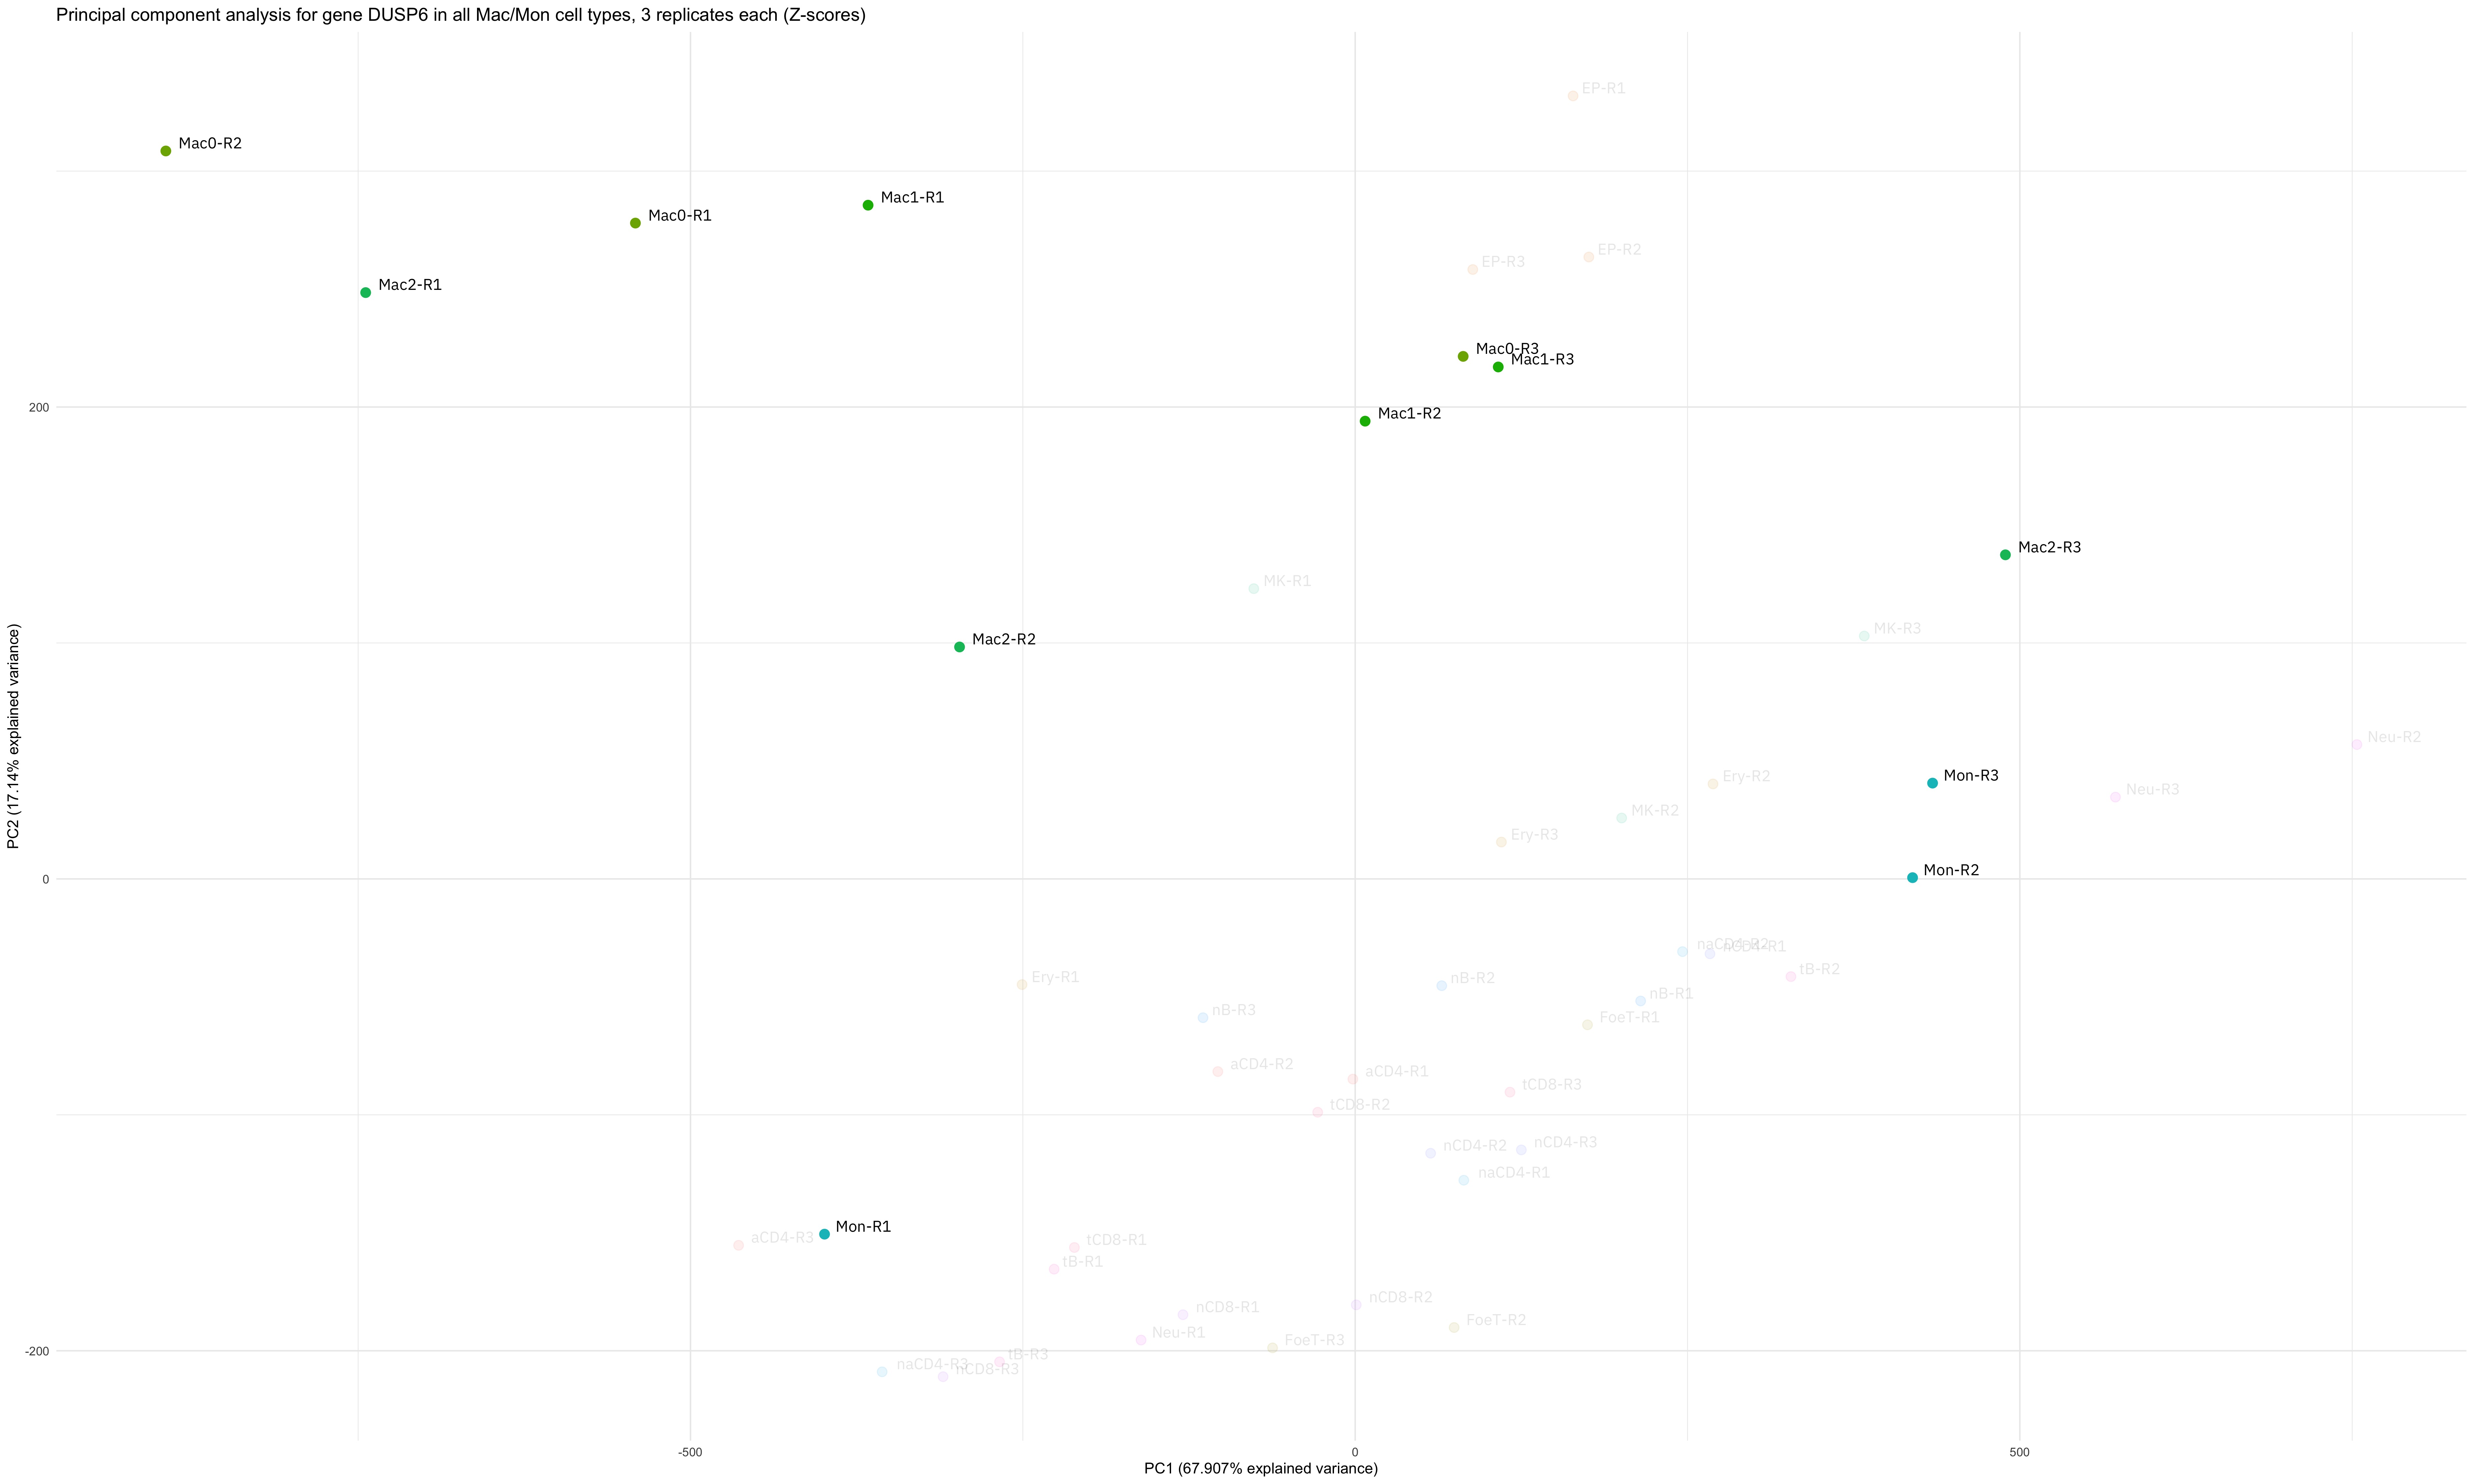 Principal component analysis for gene DUSP6 in all Mac/Mon cell types, 3 replicates each (Z-scores)
EP-R1
Mac0-R2
Mac1-R1
Mac0-R1
EP-R2
EP-R3
Mac2-R1
Mac0-R3
Mac1-R3
200
Mac1-R2
Mac2-R3
MK-R1
MK-R3
Mac2-R2
PC2 (17.14% explained variance)
Neu-R2
Mon-R3
Ery-R2
Neu-R3
MK-R2
Ery-R3
0
Mon-R2
naCD4-R2
nCD4-R1
tB-R2
Ery-R1
nB-R2
nB-R1
nB-R3
FoeT-R1
aCD4-R2
aCD4-R1
tCD8-R3
tCD8-R2
nCD4-R2
nCD4-R3
naCD4-R1
Mon-R1
aCD4-R3
tCD8-R1
tB-R1
nCD8-R2
nCD8-R1
FoeT-R2
Neu-R1
FoeT-R3
-200
tB-R3
naCD4-R3
nCD8-R3
-500
0
500
PC1 (67.907% explained variance)